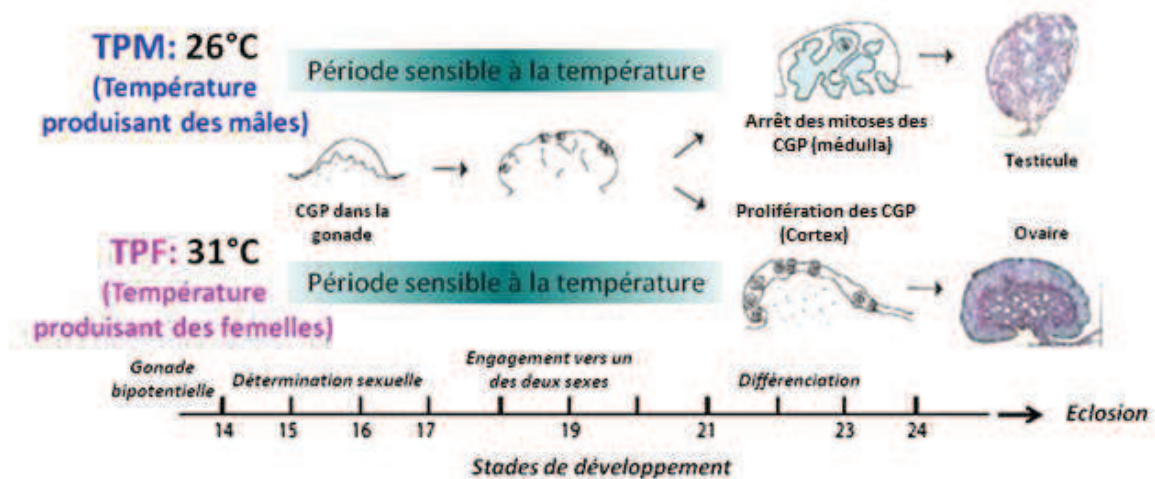 TPM: 26°C
(Température
produisant des mâles)
Période sensible à la température
CGP dans la
gonade
Arrêt des mitoses des
CGP (médulla)
Testicule
TPF: 31°C
(Température
produisant des femelles)
Période sensible à la température
Prolifération des CGP
(Cortex)
Ovaire
Gonade
bipotentielle
Détermination sexuelle
Engagement vers un
des deux sexes
Différenciation
14
15
16
17
19
21
22
23
24
Eclosion
Stades de développement